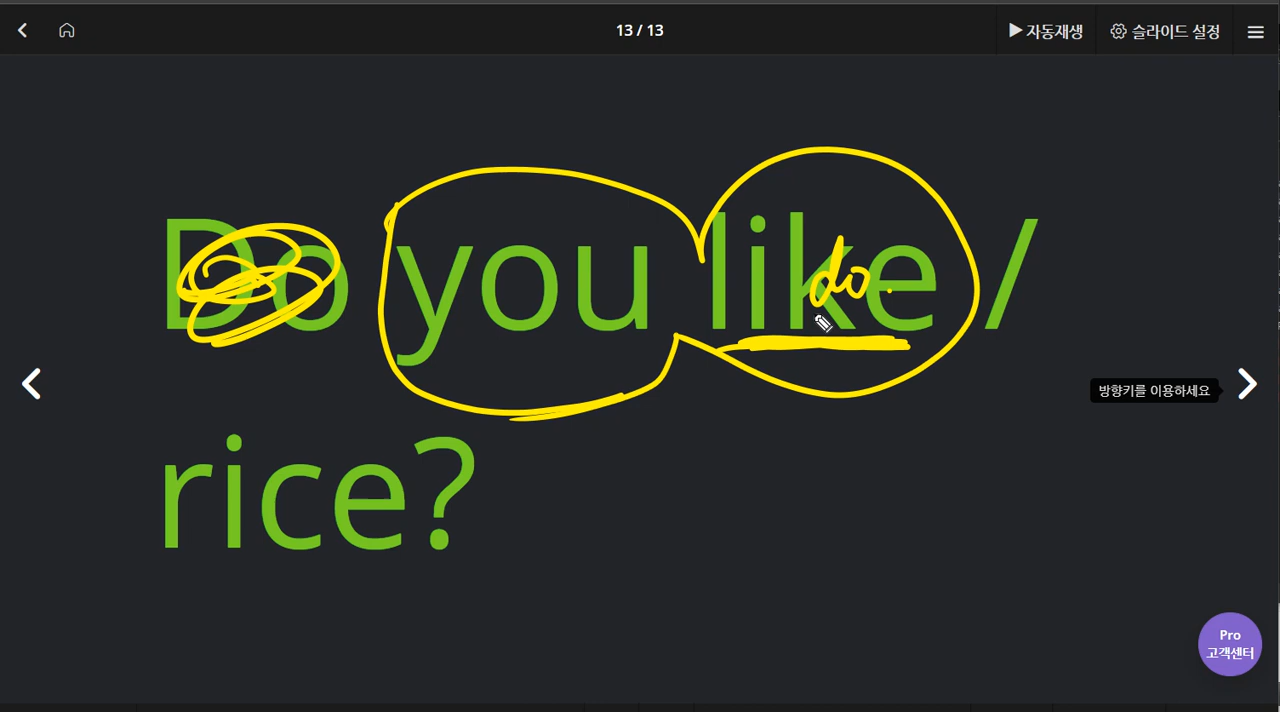 13 / 13
▶ 자동재생
슬라이드 설정
Do you like /
do
rice?
방향키를 이용하세요
Pro
고객센터